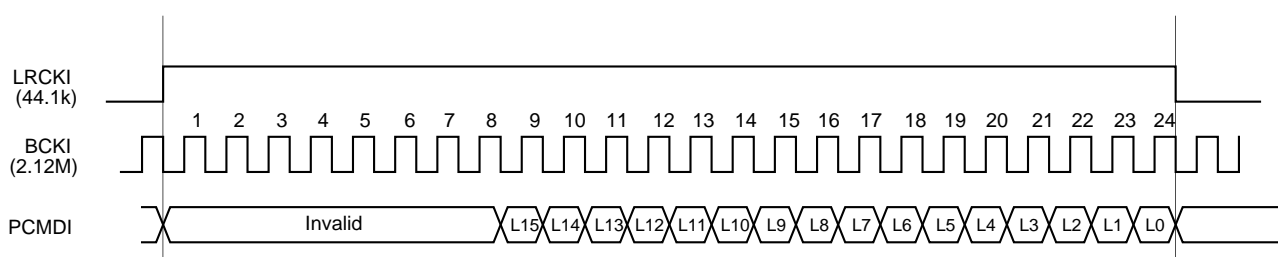 LRCKI
(44.1k)
1 2 3 4 5 6 7 8 9 10 11 12 13 14 15 16 17 18 19 20 21 22 23 24
BCKI
(2.12M)
PCMDI Invalid L15 L14 L13 L12 L11 L10 L9 L8 L7 L6 L5 L4 L3 L2 L1 L0